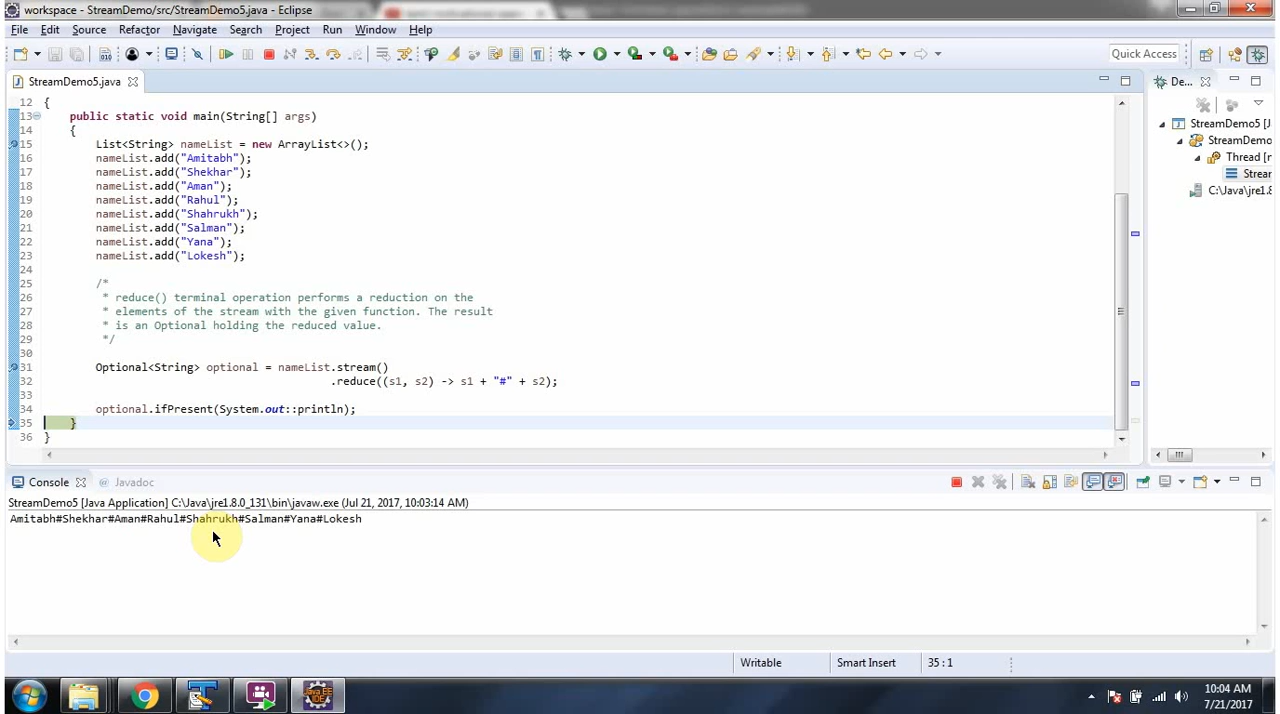 workspace - StreamDemo/src/StreamDemo5.java - Eclipse
File Edit Source Refactor Navigate Search Project Run Window Help
Quick Access
StreamDemo5.java
De...
12 {
13 public static void main(String[] args)
14 {
15 List<String> nameList = new ArrayList<>();
16 nameList.add("Amitabh");
17 nameList.add("Shekhar");
18 nameList.add("Aman");
19 nameList.add("Rahul");
20 nameList.add("Shahrukh");
21 nameList.add("Salman");
22 nameList.add("Yana");
23 nameList.add("Lokesh");
24
25 /*
26 * reduce() terminal operation performs a reduction on the
27 * elements of the stream with the given function. The result
28 * is an Optional holding the reduced value.
29 */
30
31 Optional<String> optional = nameList.stream()
32 .reduce((s1, s2) -> s1 + "#" + s2);
33
34 optional.ifPresent(System.out::println);
35 }
36 }
StreamDemo5 [J
StreamDemo
Thread [r
Strear
C:\Java\jre1.8
Console Javadoc
StreamDemo5 [Java Application] C:\Java\jre1.8.0_131\bin\javaw.exe (Jul 21, 2017, 10:03:14 AM)
Amitabh#Shekhar#Aman#Rahul#Shahrukh#Salman#Yana#Lokesh
Writable Smart Insert 35 : 1
Java EE
IDE
10:04 AM
7/21/2017